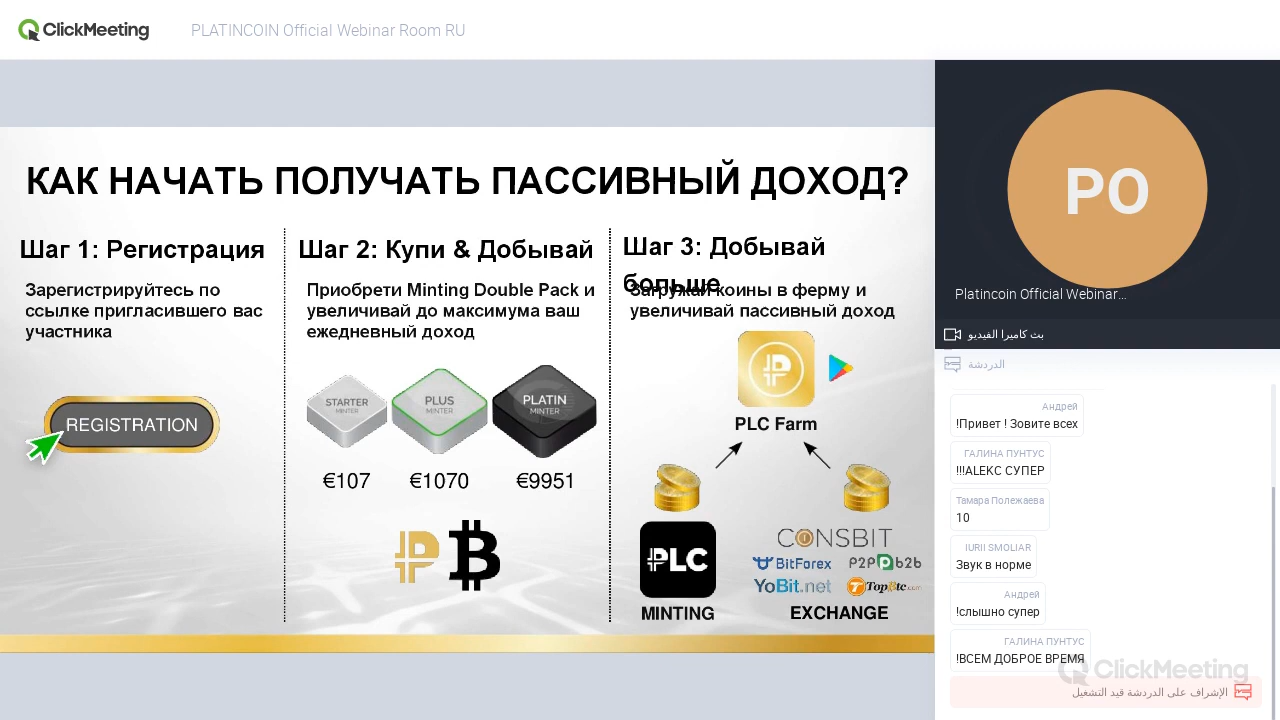 ClickMeeting
PLATINCOIN Official Webinar Room RU
КАК НАЧАТЬ ПОЛУЧАТЬ ПАССИВНЫЙ ДОХОД?
Шаг 1: Регистрация
Зарегистрируйтесь по
ссылке пригласившего вас
участника
REGISTRATION
Шаг 2: Купи & Добывай
Приобрети Minting Double Pack и
увеличивай до максимума ваш
ежедневный доход
STARTER
MINTER
PLUS
MINTER
PLATIN
MINTER
€107
€1070
€9951
Шаг 3: Добывай
больше
Загружай коины в ферму и
увеличивай пассивный доход
PLC Farm
PLC
MINTING
CONSBIT
BitForex
P2PB2b
YoBit.net
TopBtc.com
EXCHANGE
PO
Platincoin Official Webinar...
بث كاميرا الفيديو
الدردشة
Андрей
!Привет ! Зовите всех
ГАЛИНА ПУНТУС
!!!ALEKC СУПЕР
Тамара Полежаева
10
IURII SMOLIAR
Звук в норме
Андрей
!слышно супер
ГАЛИНА ПУНТУС
!ВСЕМ ДОБРОЕ ВРЕМЯ
ClickMeeting
الإشراف على الدردشة قيد التشغيل